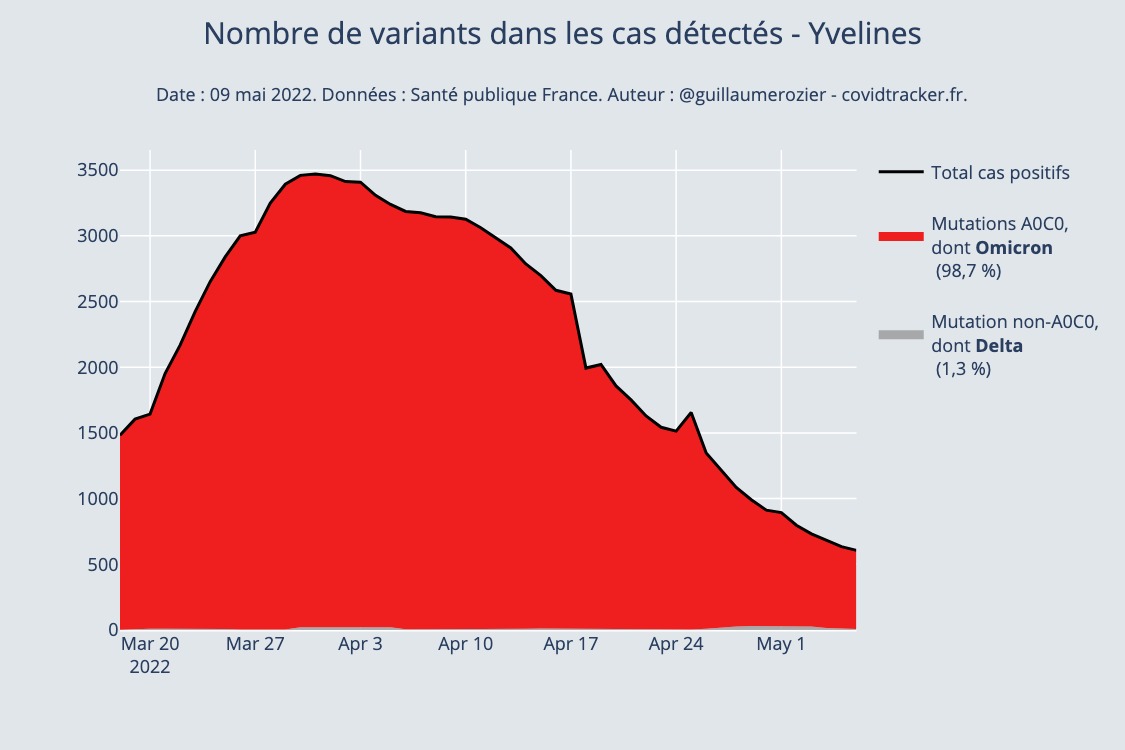 Nombre de variants dans les cas détectés - Yvelines
Date : 09 mai 2022. Données : Santé publique France. Auteur : @guillaumerozier - covidtracker.fr.
3500
3000
2500
2000
1500
1000
500
0
Mar 20
2022
Mar 27
Apr 3
Apr 10
Apr 17
Apr 24
May 1
Total cas positifs
Mutations A0C0,
dont Omicron
(98,7 %)
Mutation non-A0C0,
dont Delta
(1,3 %)